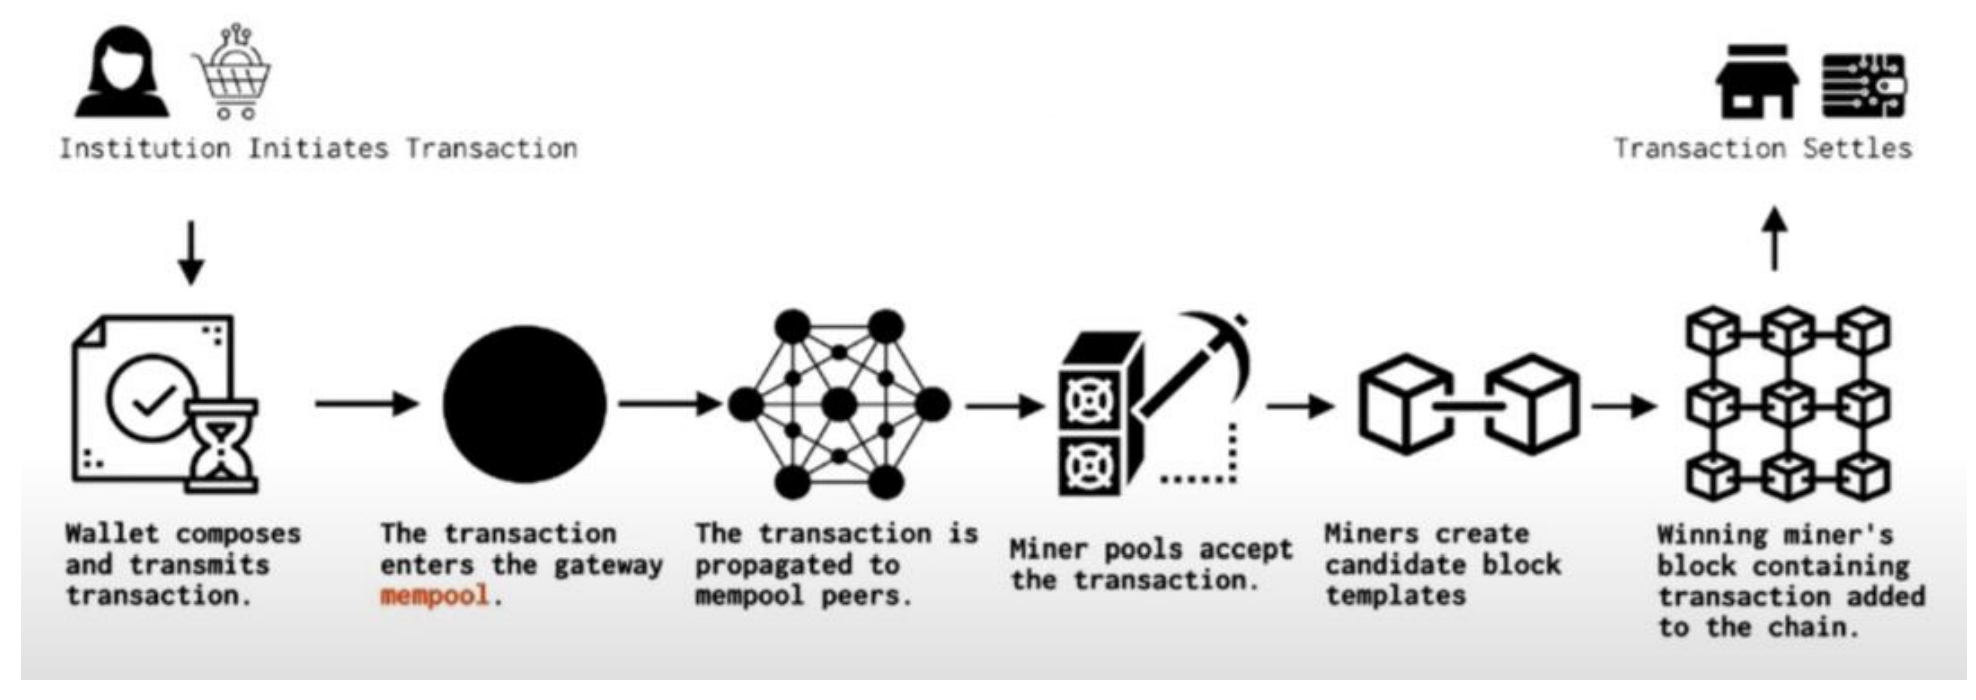 Institution Initiates Transaction
Transaction Settles
Wallet composes
and transmits
transaction.
The transaction
enters the gateway
mempool.
The transaction is
propagated to
mempool peers.
Miner pools accept
the transaction.
Miners create
candidate block
templates
Winning miner's
block containing
transaction added
to the chain.